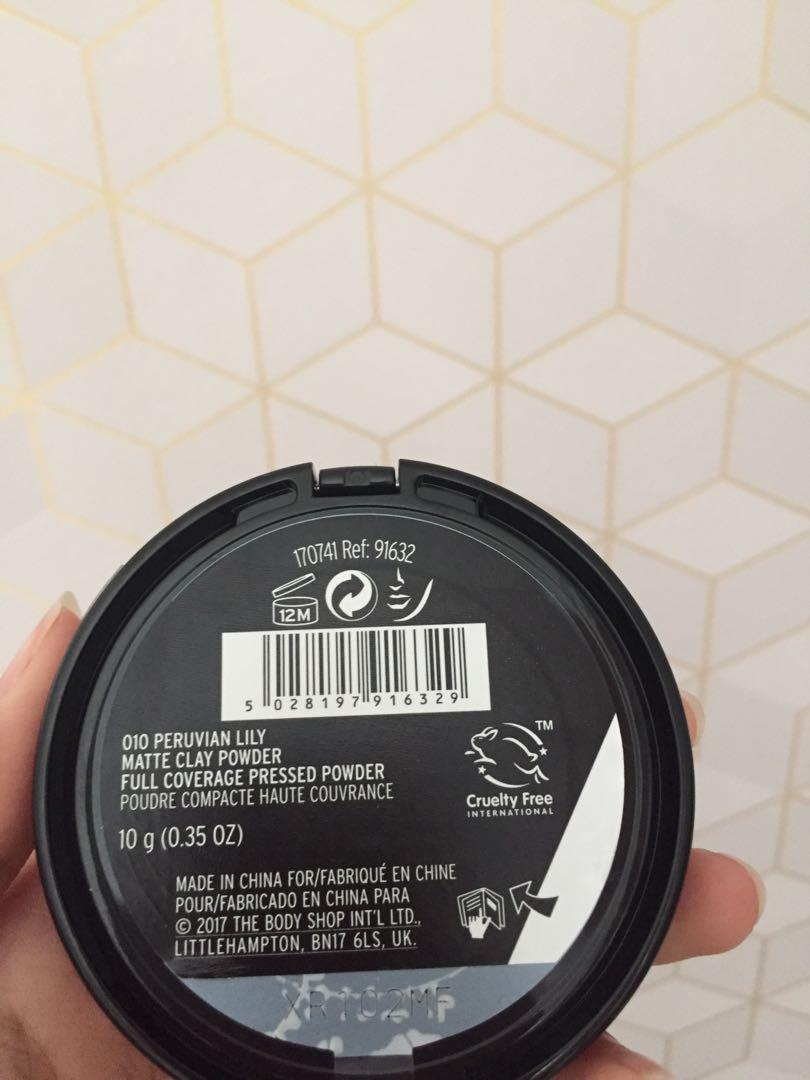 170741 Ref: 91632
12M
5 028197 916329
010 PERUVIAN LILY
MATTE CLAY POWDER
FULL COVERAGE PRESSED POWDER
POUDRE COMPACTE HAUTE COUVRANCE
10 g (0.35 OZ)
TM
Cruelty Free
INTERNATIONAL
MADE IN CHINA FOR/FABRIQUÉ EN CHINE
POUR/FABRICADO EN CHINA PARA
© 2017 THE BODY SHOP INT'L LTD.,
LITTLEHAMPTON, BN17 6LS, UK.
XR102MF